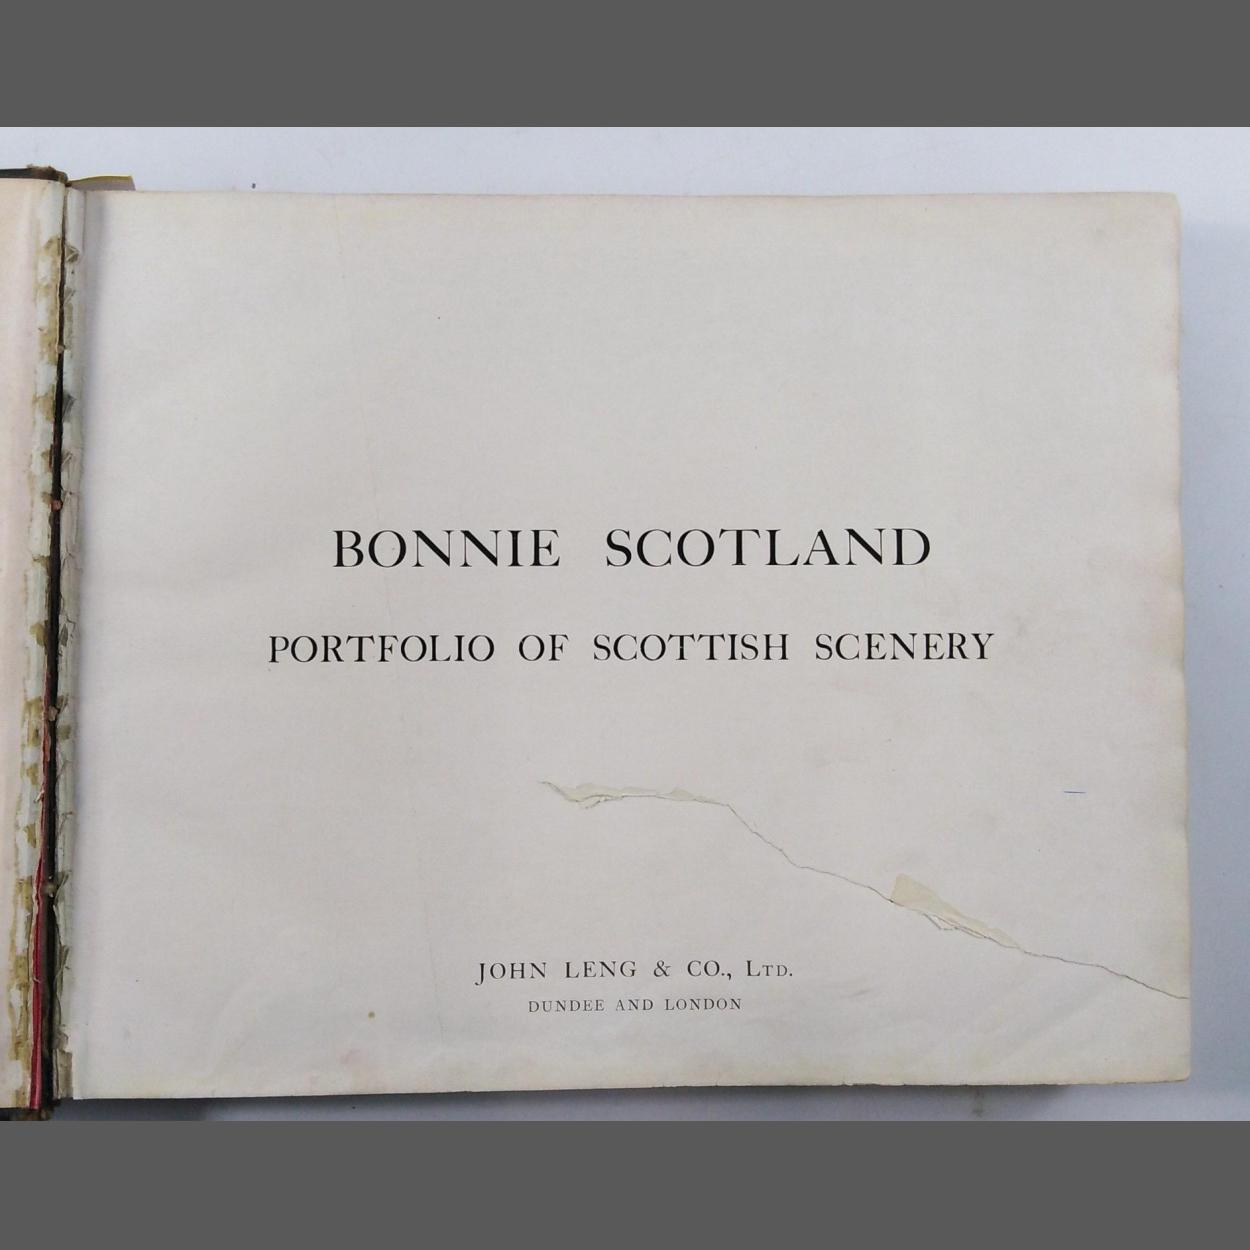 BONNIE SCOTLAND
PORTFOLIO OF SCOTTISH SCENERY
JOHN LENG & CO., LTD.
DUNDEE AND LONDON